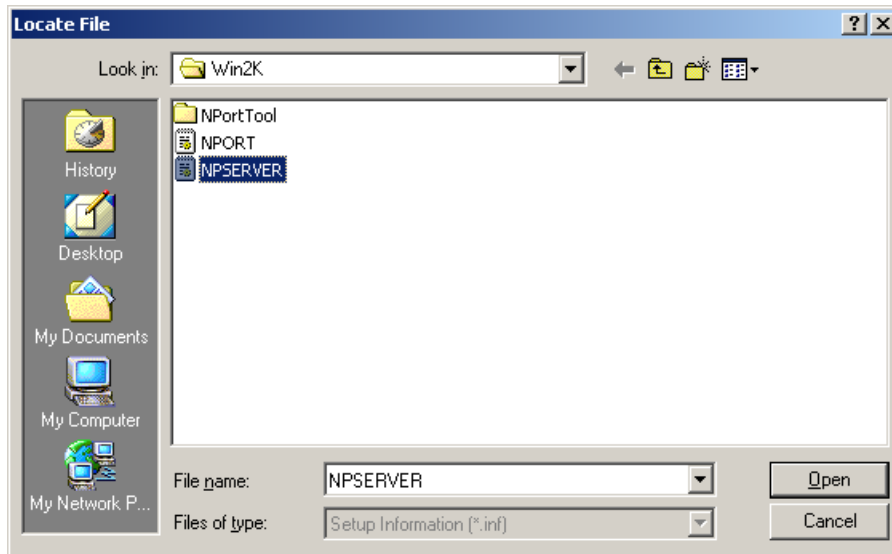 Locate File
Look in: Win2K
NPortTool
NPORT
NPSERVER
History
Desktop
My Documents
My Computer
My Network P...
File name: NPSERVER Open
Files of type: Setup Information (*.inf) Cancel